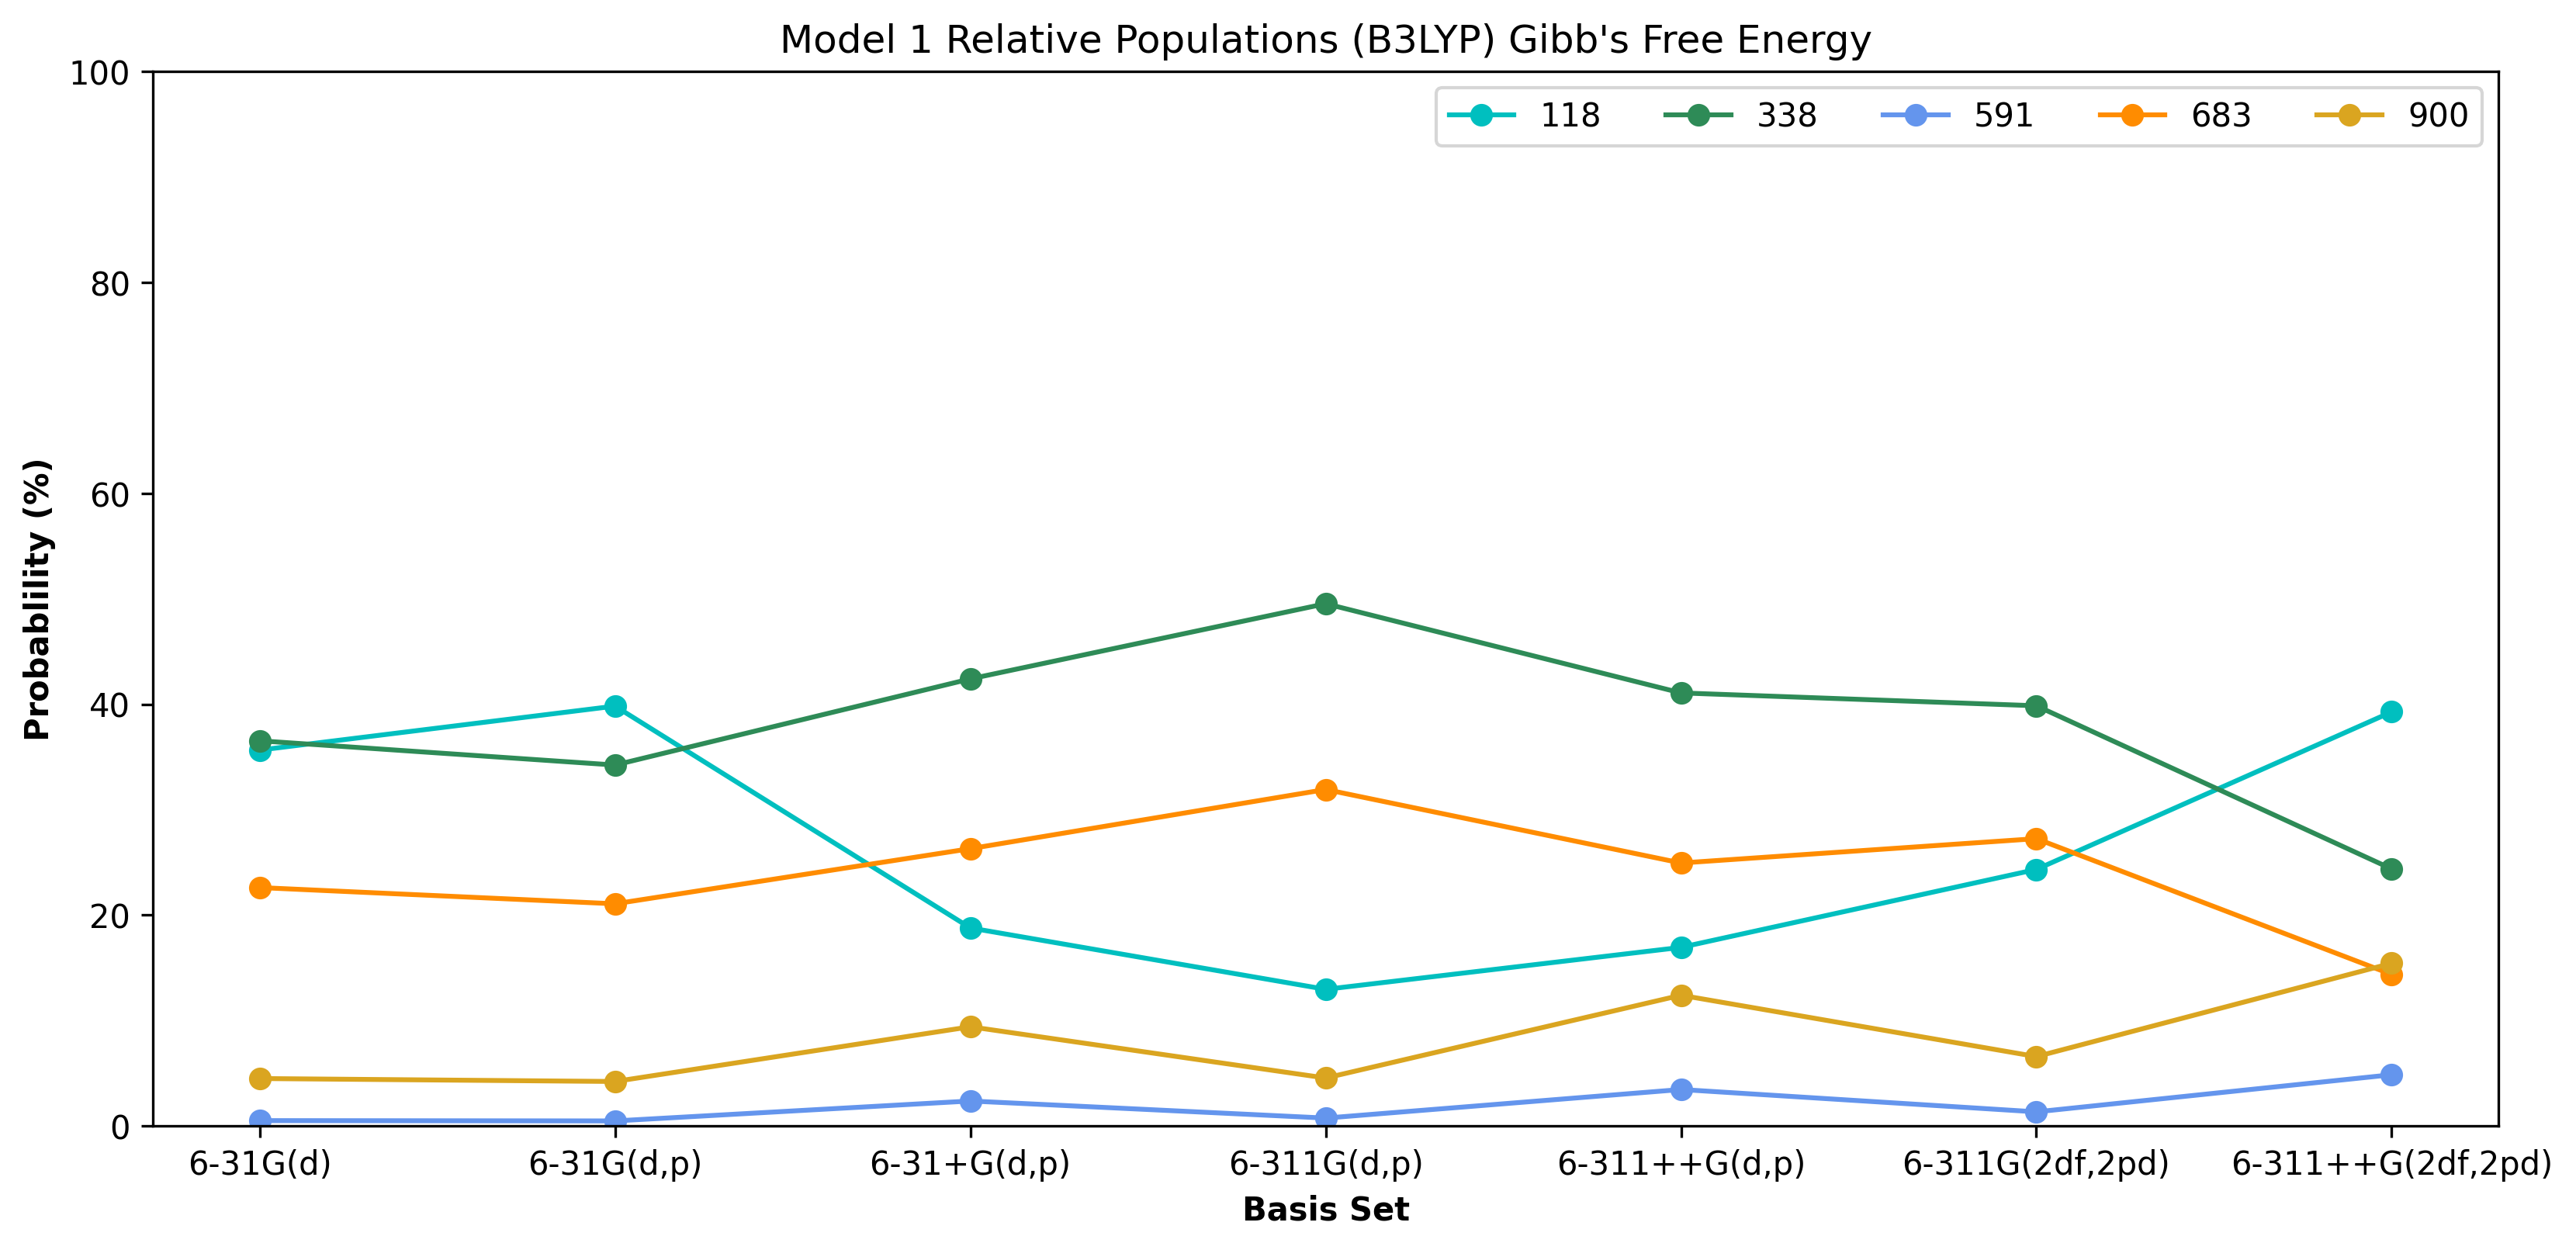 Model 1 Relative Populations (B3LYP) Gibb's Free Energy
118 338 591 683 900
100
80
60
40
20
0
Probablility (%)
6-31G(d) 6-31G(d,p) 6-31+G(d,p) 6-311G(d,p) 6-311++G(d,p) 6-311G(2df,2pd) 6-311++G(2df,2pd)
Basis Set